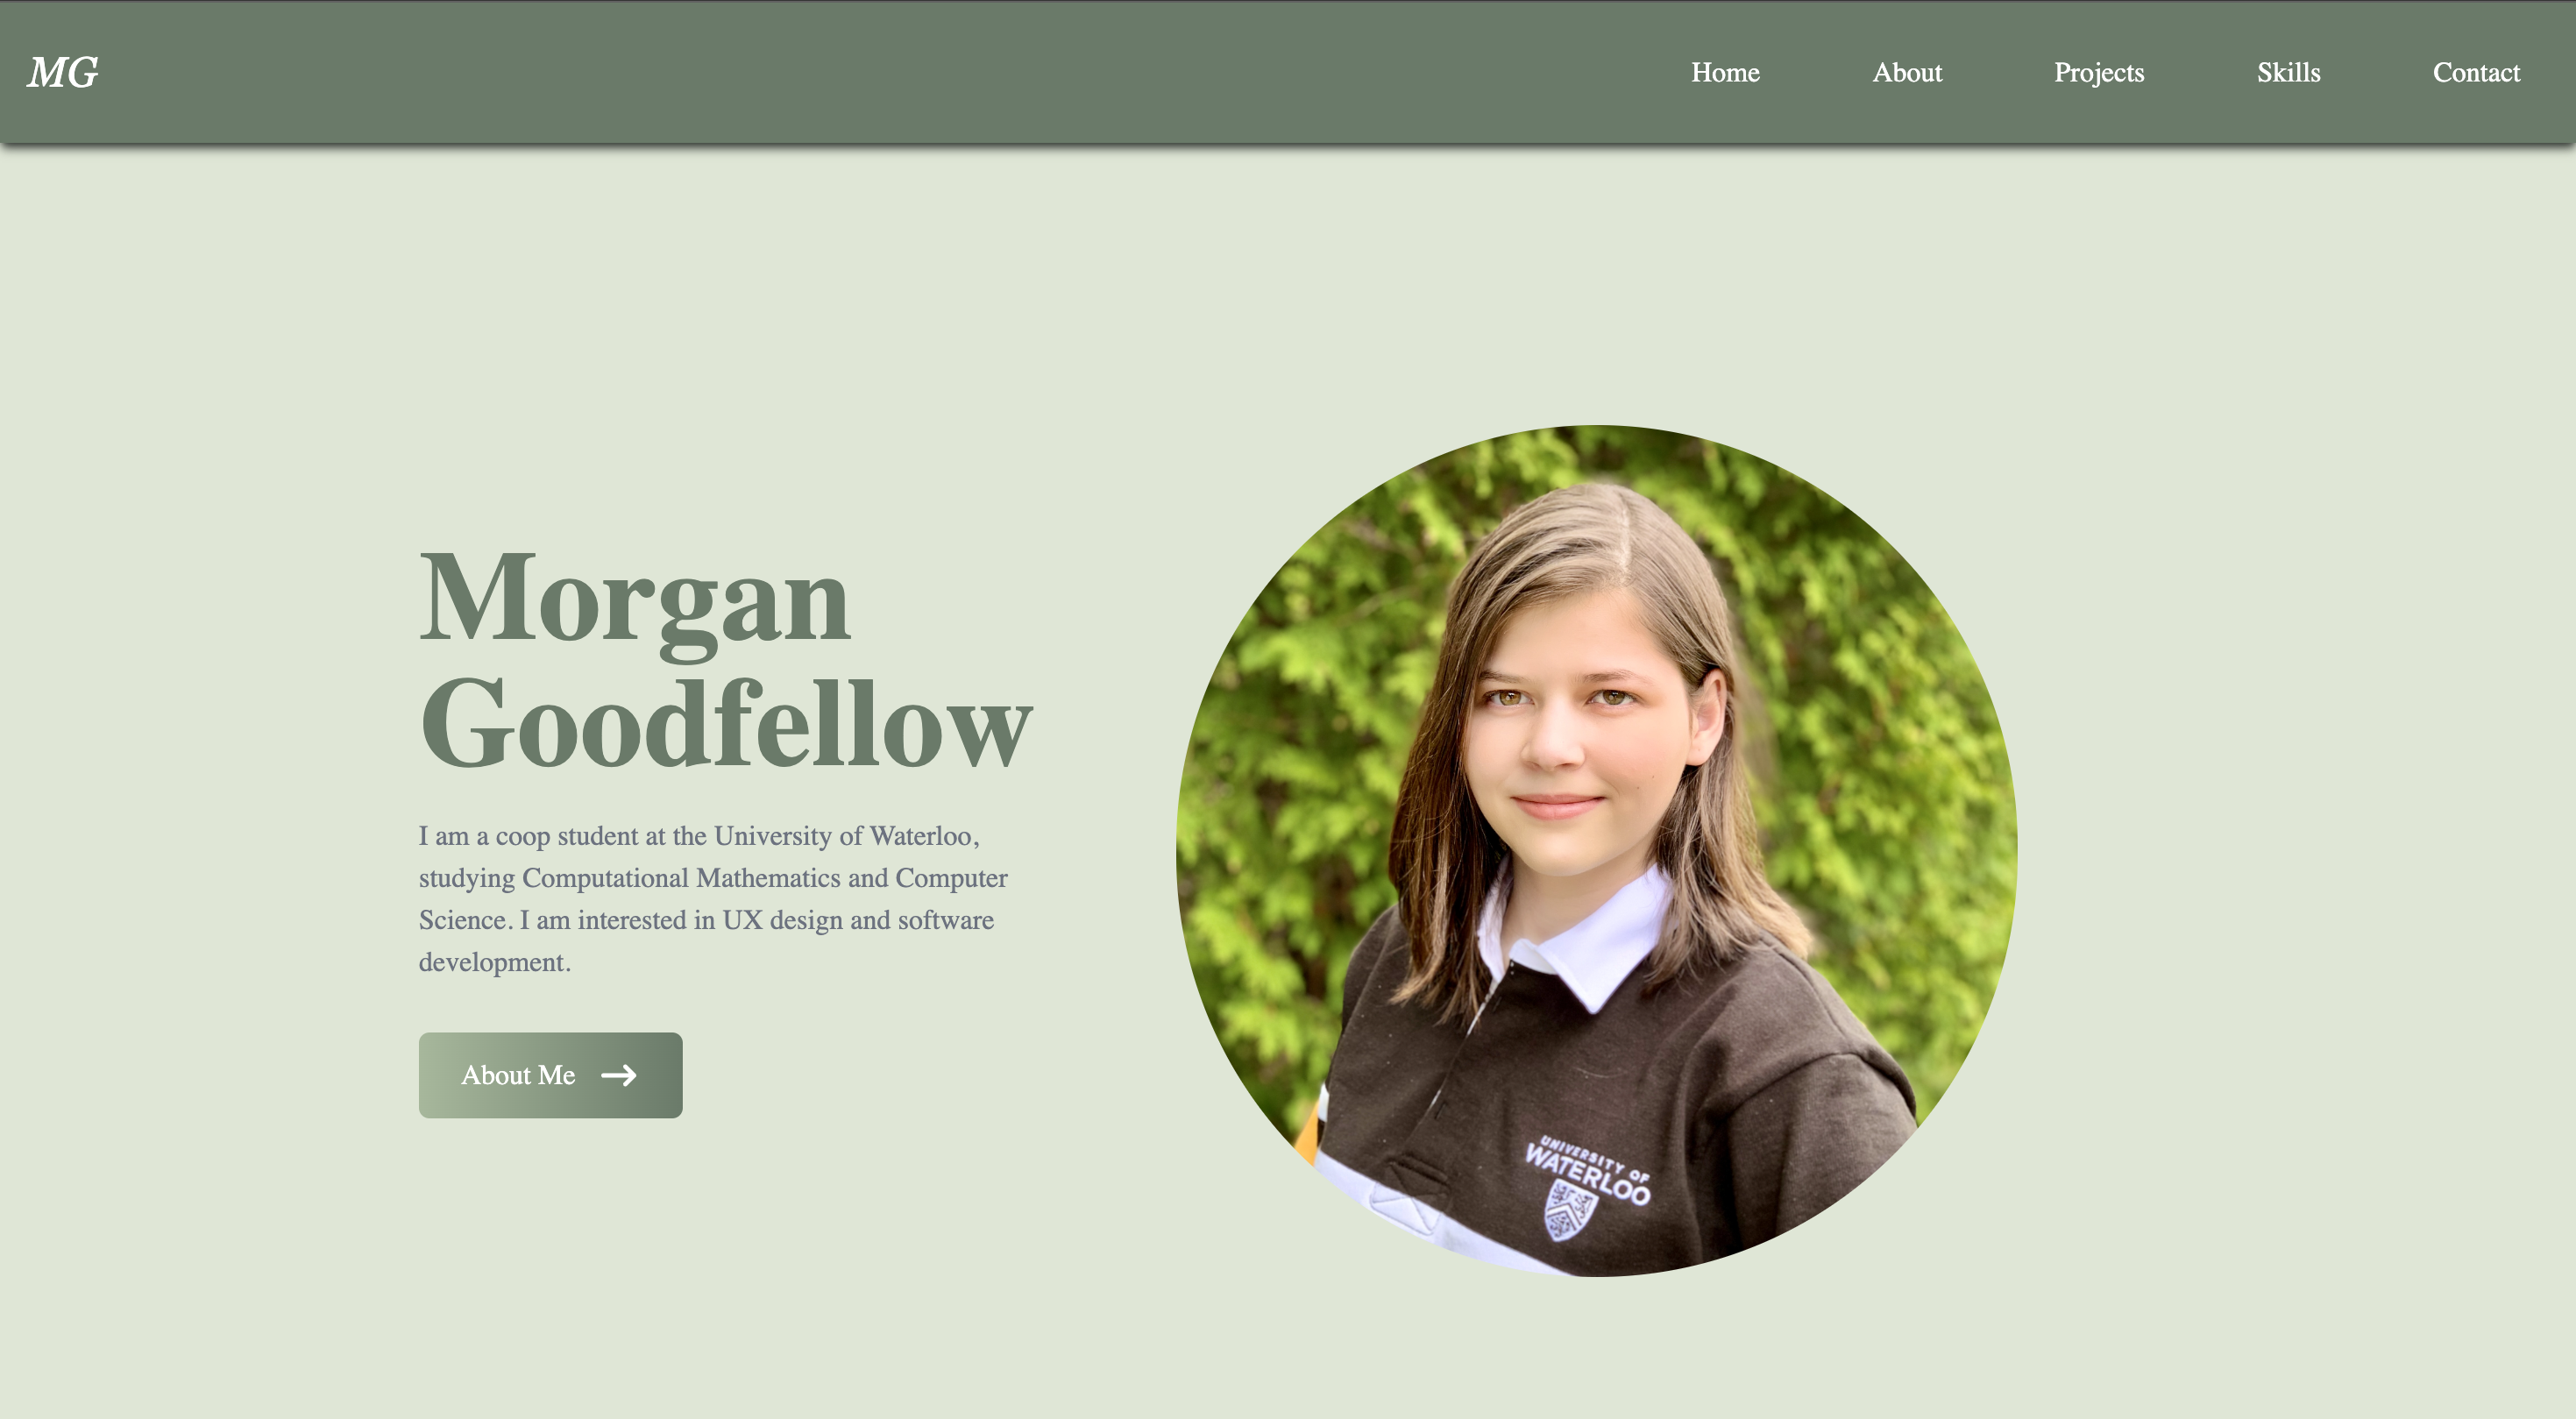 MG
Home About Projects Skills Contact
Morgan
Goodfellow
I am a coop student at the University of Waterloo,
studying Computational Mathematics and Computer
Science. I am interested in UX design and software
development.
About Me
UNIVERSITY OF
WATERLOO